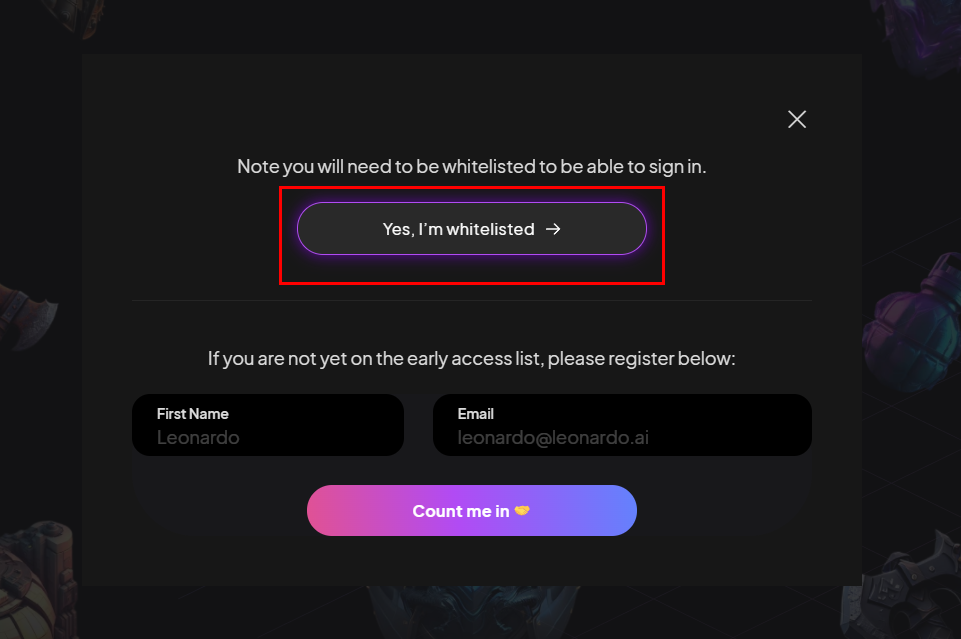 Note you will need to be whitelisted to be able to sign in.
Yes, I’m whitelisted →
If you are not yet on the early access list, please register below:
First Name
Leonardo
Email
leonardo@leonardo.ai
Count me in 🤝